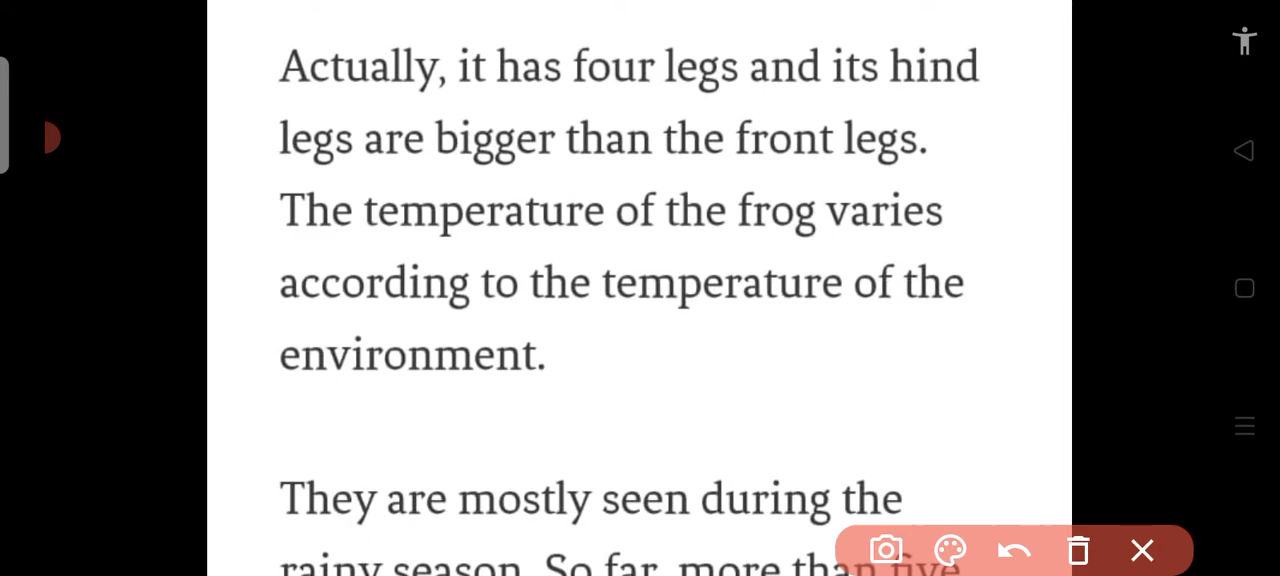 Actually, it has four legs and its hind
legs are bigger than the front legs.
The temperature of the frog varies
according to the temperature of the
environment.
They are mostly seen during the
rainy season. So far, more than five